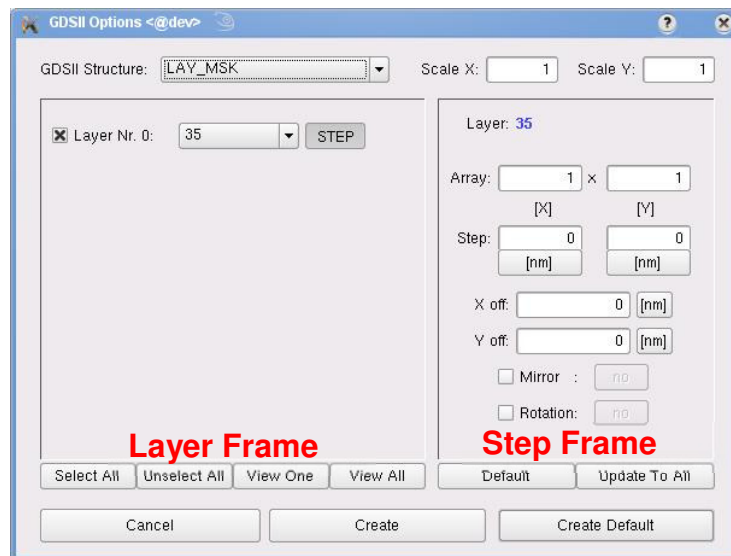 GDSII Options <@dev>
GDSII Structure: LAY_MSK Scale X: 1 Scale Y: 1
Layer Nr. 0: 35 STEP
Layer: 35
Array: 1 x 1
[X] [Y]
Step: 0 0
[nm] [nm]
X off: 0 [nm]
Y off: 0 [nm]
Mirror : no
Rotation: no
Layer Frame Step Frame
Select All Unselect All View One View All Default Update To All
Cancel Create Create Default